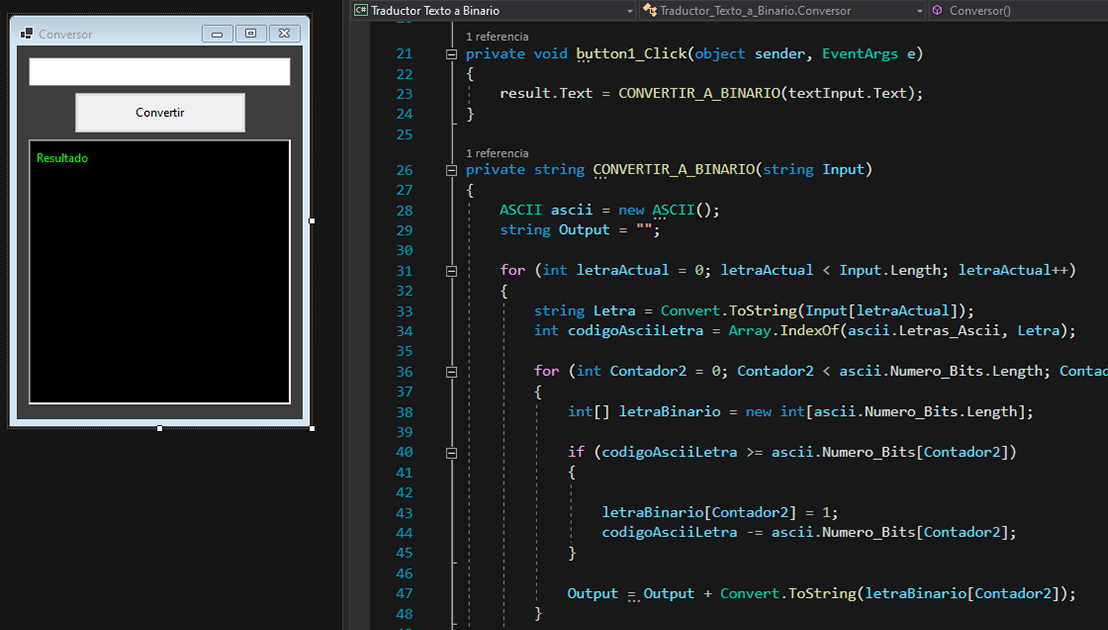 Conversor
Convertir
Resultado
Traductor Texto a Binario
Traductor_Texto_a_Binario.Conversor
Conversor()
1 referencia
21 private void button1_Click(object sender, EventArgs e)
22 {
23 result.Text = CONVERTIR_A_BINARIO(textInput.Text);
24 }
25
1 referencia
26 private string CONVERTIR_A_BINARIO(string Input)
27 {
28 ASCII ascii = new ASCII();
29 string Output = "";
30
31 for (int letraActual = 0; letraActual < Input.Length; letraActual++)
32 {
33 string Letra = Convert.ToString(Input[letraActual]);
34 int codigoAsciiLetra = Array.IndexOf(ascii.Letras_Ascii, Letra);
35
36 for (int Contador2 = 0; Contador2 < ascii.Numero_Bits.Length; Contad
37 {
38 int[] letraBinario = new int[ascii.Numero_Bits.Length];
39
40 if (codigoAsciiLetra >= ascii.Numero_Bits[Contador2])
41 {
42
43 letraBinario[Contador2] = 1;
44 codigoAsciiLetra -= ascii.Numero_Bits[Contador2];
45 }
46
47 Output = Output + Convert.ToString(letraBinario[Contador2]);
48 }